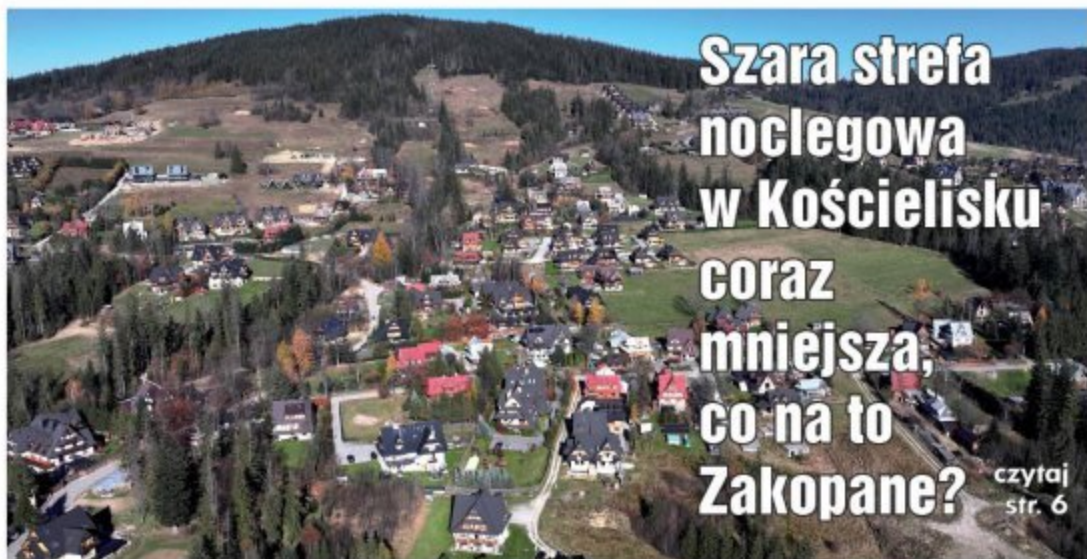 Szara strefa
noclegowa
w Kościelisku
coraz
mniejsza,
co na to
Zakopane?
czytaj
str. 6